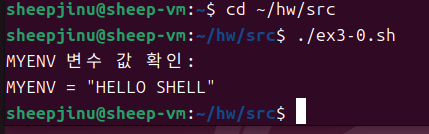 sheepjinu@sheep-vm:~$ cd ~/hw/src
sheepjinu@sheep-vm:~/hw/src$ ./ex3-0.sh
MYENV 변수 값 확인:
MYENV = "HELLO SHELL"
sheepjinu@sheep-vm:~/hw/src$